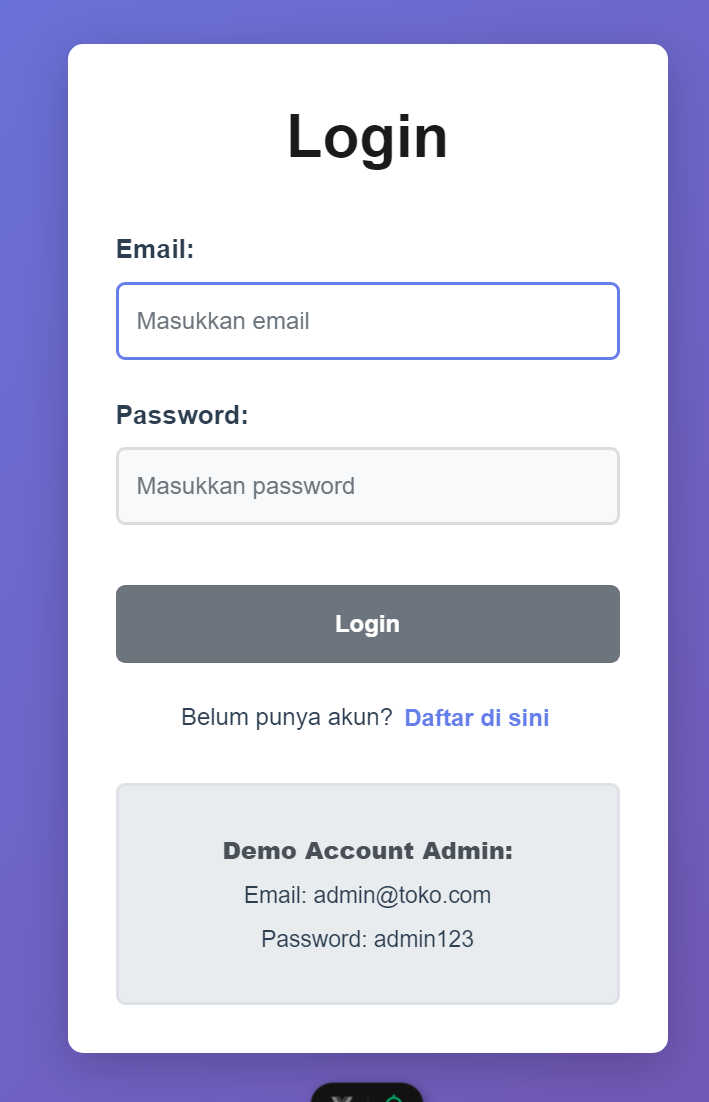 Login
Email:
Masukkan email
Password:
Masukkan password
Login
Belum punya akun? Daftar di sini
Demo Account Admin:
Email: admin@toko.com
Password: admin123